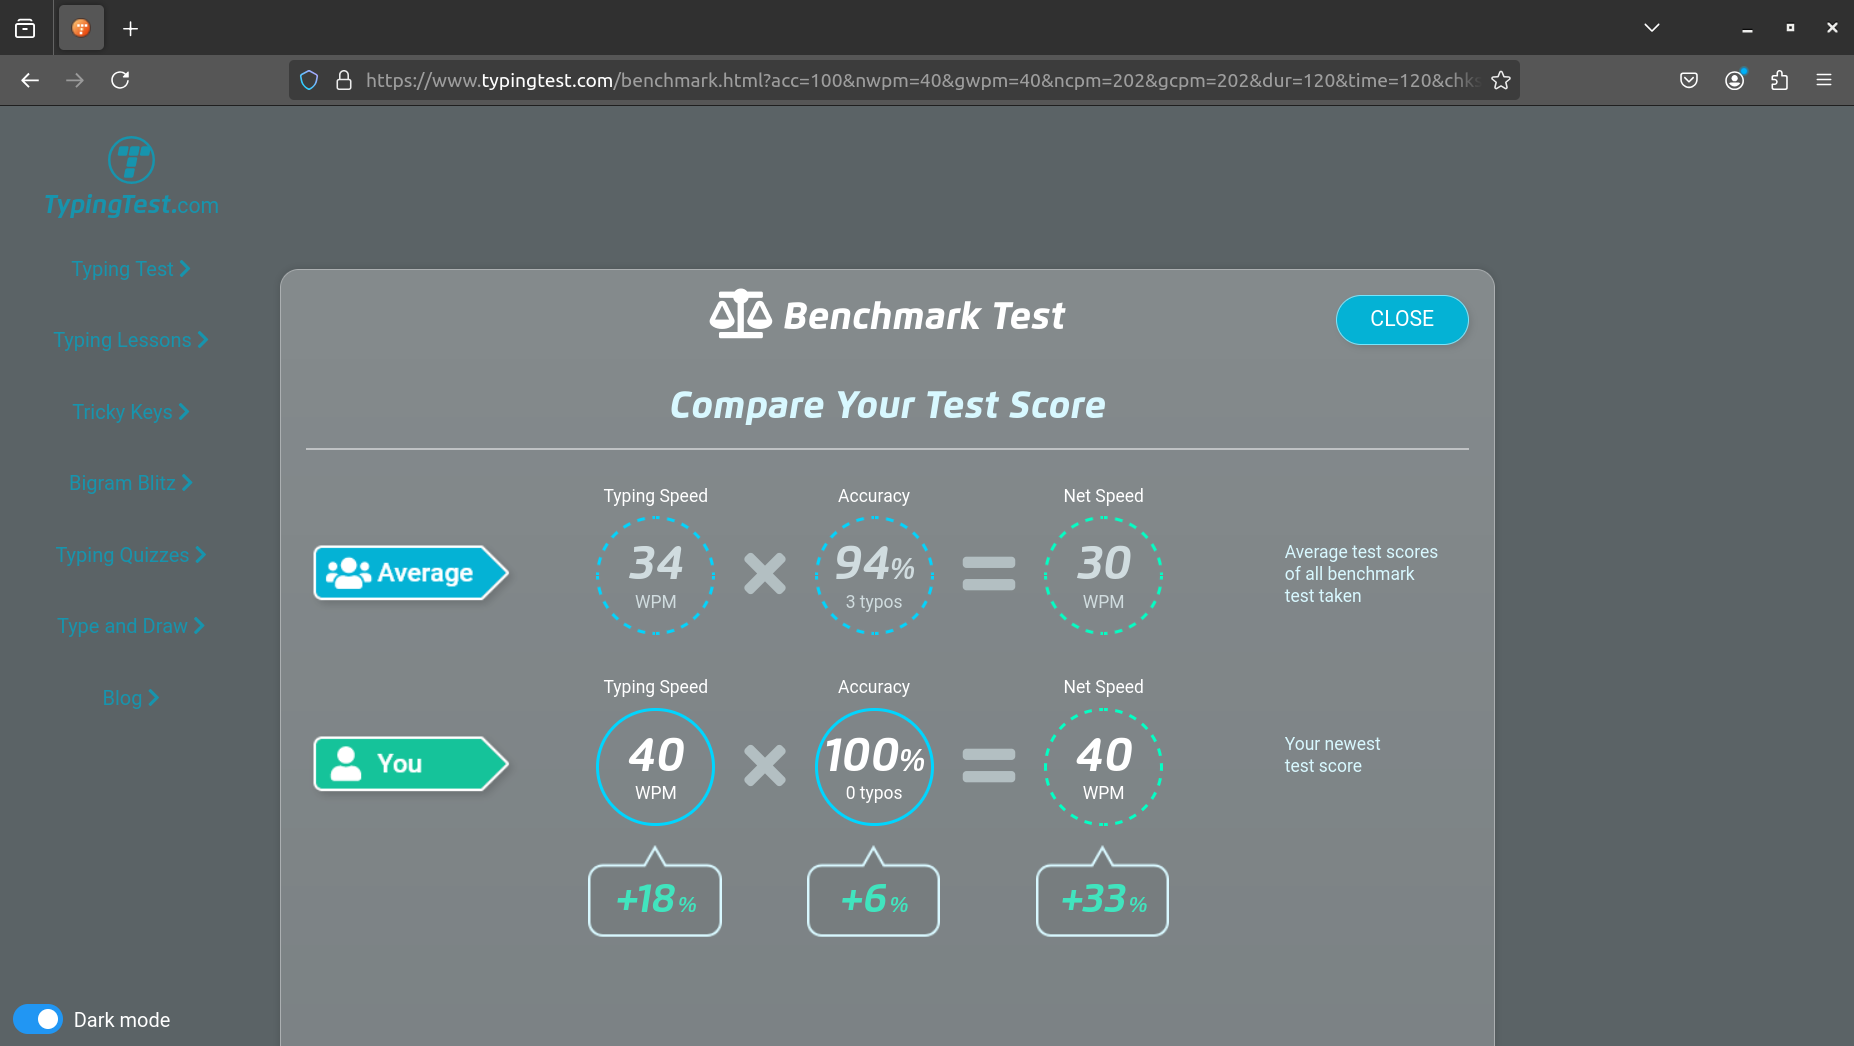 https://www.typingtest.com/benchmark.html?acc=100&nwpm=40&gwpm=40&ncpm=202&gcpm=202&dur=120&time=120&chks
TypingTest.com
Typing Test
Typing Lessons
Tricky Keys
Bigram Blitz
Typing Quizzes
Type and Draw
Blog
Dark mode
Benchmark Test
CLOSE
Compare Your Test Score
Typing Speed Accuracy Net Speed
Average
34 WPM
94% 3 typos
30 WPM
Average test scores
of all benchmark
test taken
Typing Speed Accuracy Net Speed
You
40 WPM
100% 0 typos
40 WPM
Your newest
test score
+18% +6% +33%